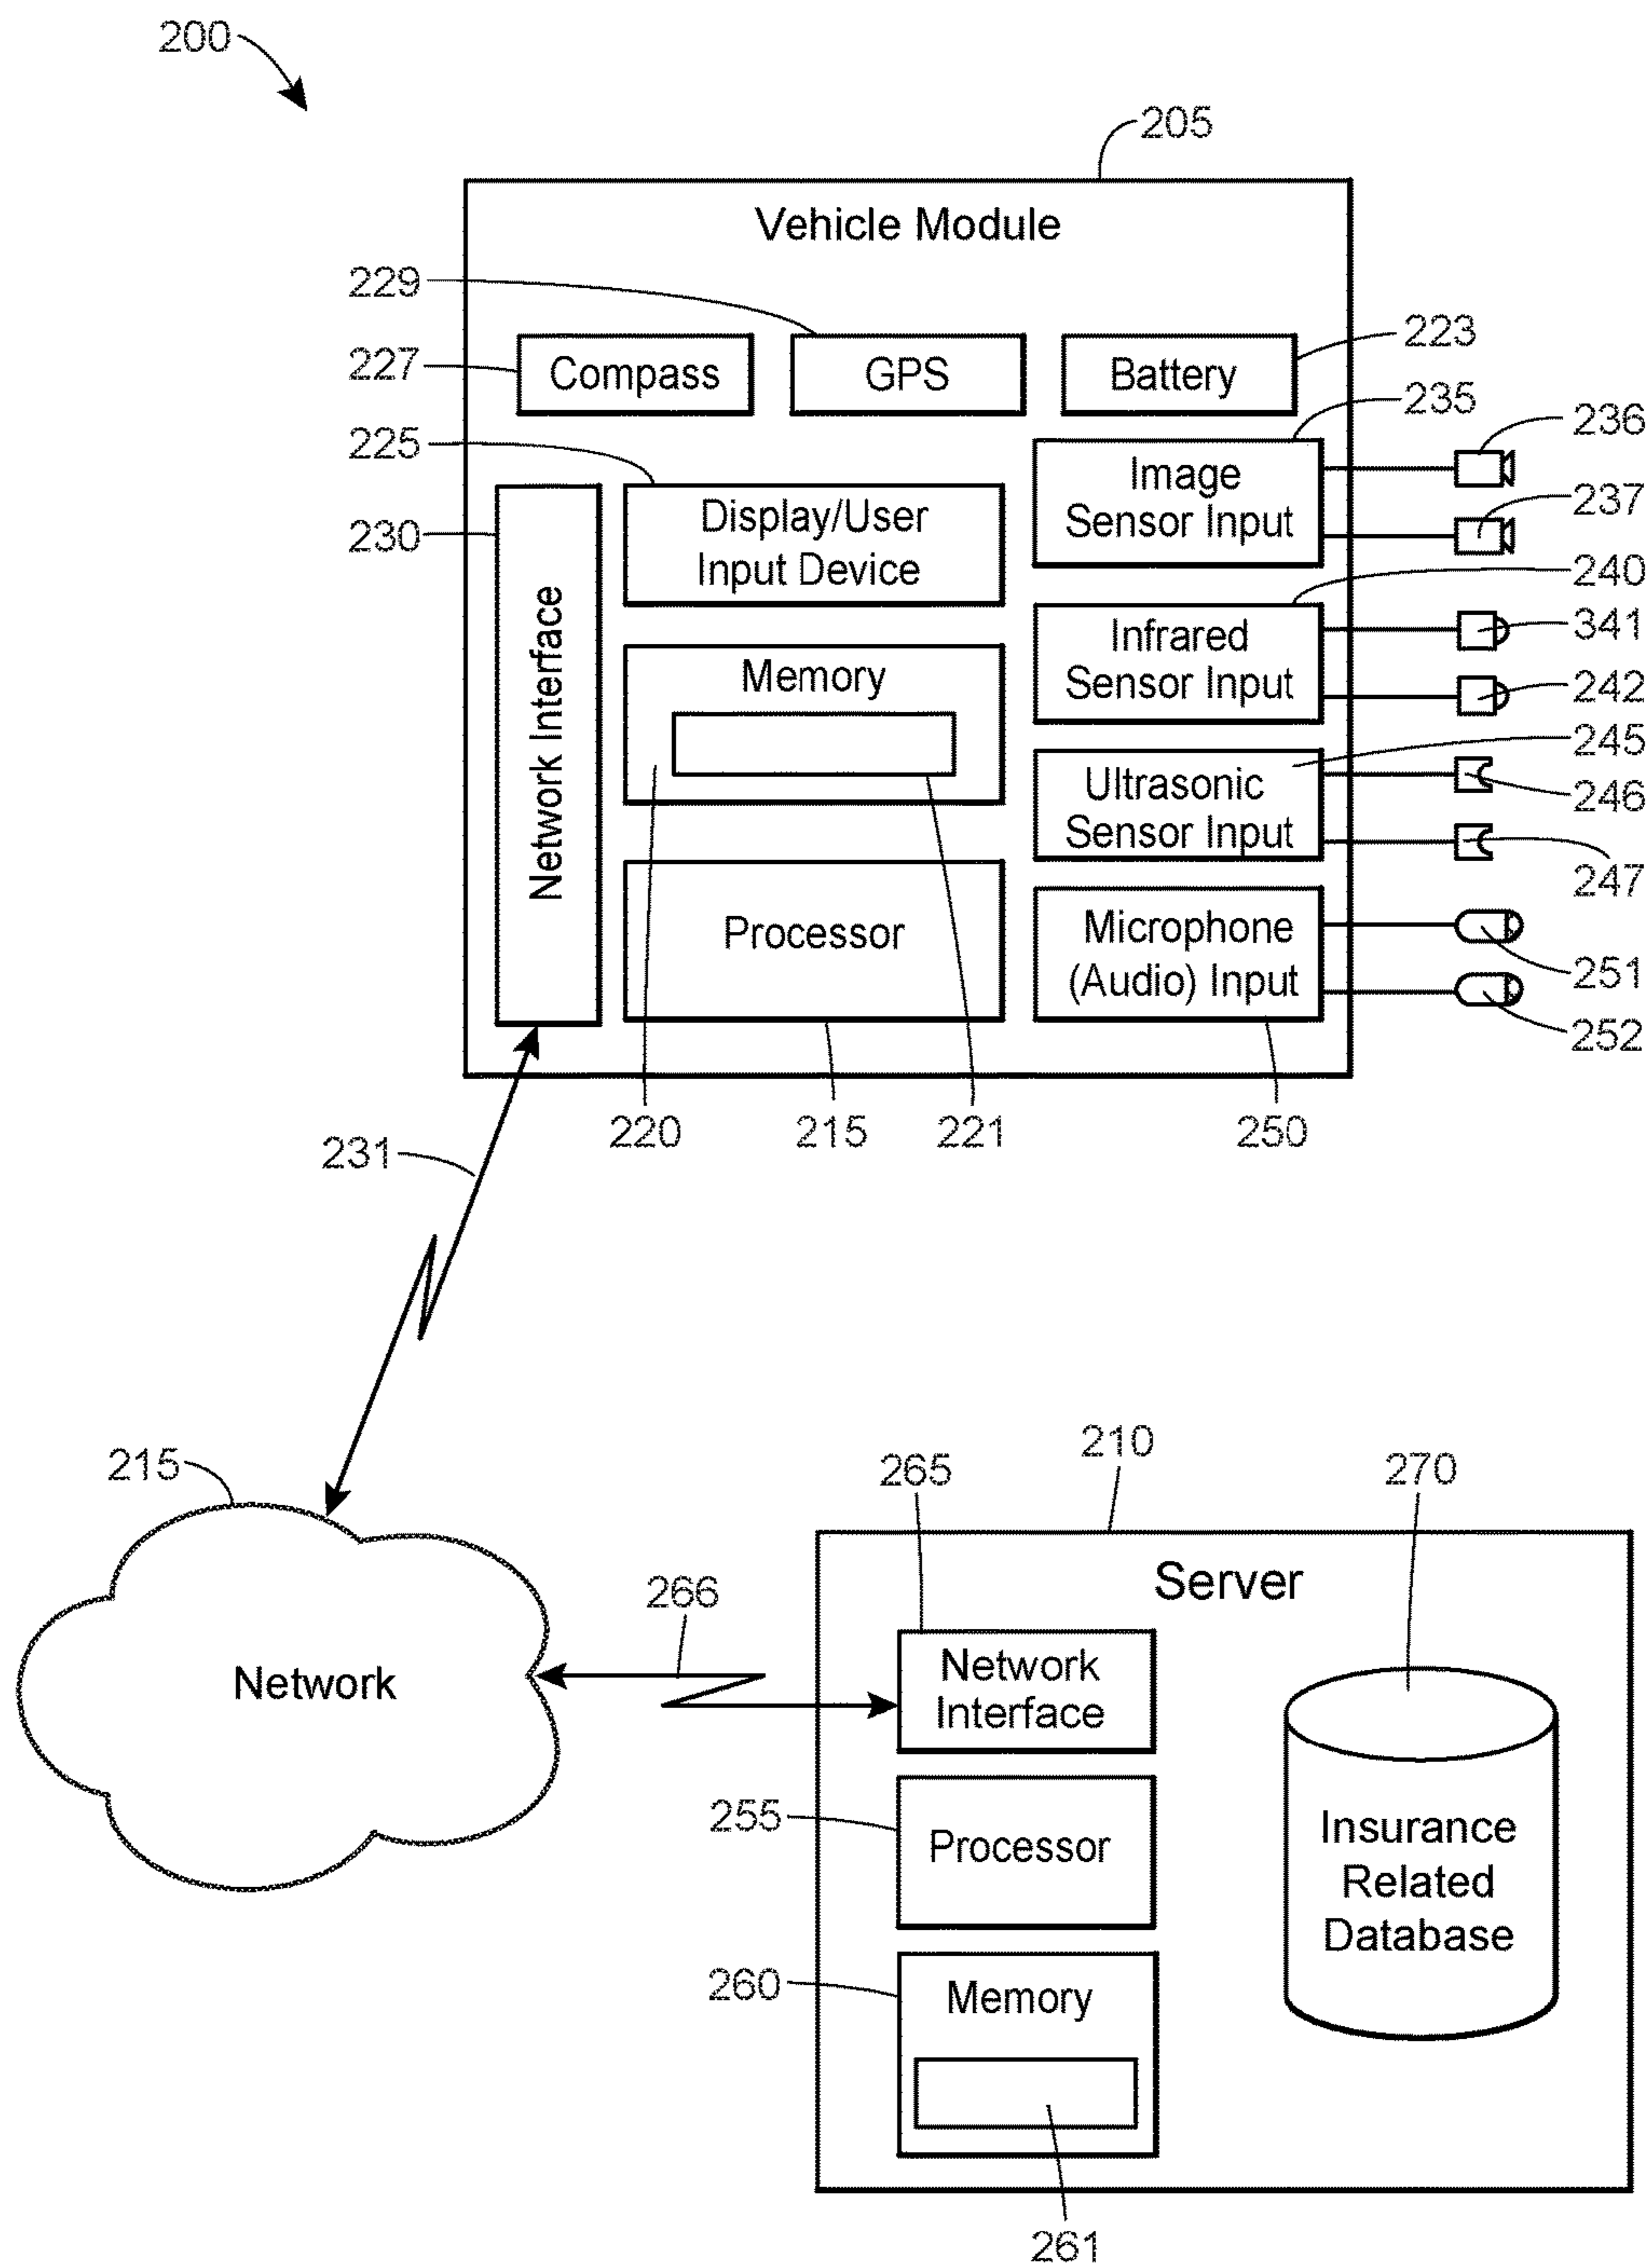 200
205
Vehicle Module
229
227
Compass
GPS
Battery
223
235
225
236
Image
Sensor Input
237
230
Display/User
Input Device
Network Interface
240
Infrared
Sensor Input
341
242
Memory
245
Ultrasonic
Sensor Input
246
247
Processor
Microphone
(Audio) Input
251
252
220
215
221
250
231
215
Network
266
210
265
270
Server
Network
Interface
255
Processor
Insurance
Related
Database
260
Memory
261